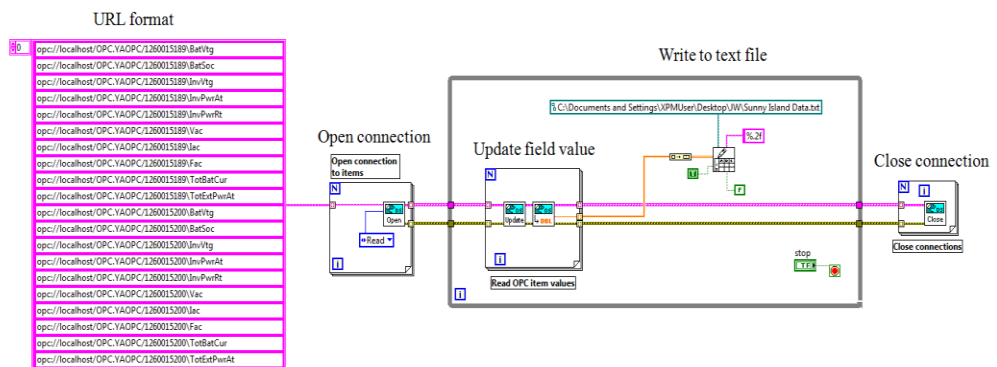 URL format
0
opc://localhost/OPC.YAOPC/1260015189\BatVtg
opc://localhost/OPC.YAOPC/1260015189\BatSoc
opc://localhost/OPC.YAOPC/1260015189\InvVtg
opc://localhost/OPC.YAOPC/1260015189\InvPwrAt
opc://localhost/OPC.YAOPC/1260015189\InvPwrRt
opc://localhost/OPC.YAOPC/1260015189\Vac
opc://localhost/OPC.YAOPC/1260015189\Iac
opc://localhost/OPC.YAOPC/1260015189\Fac
opc://localhost/OPC.YAOPC/1260015189\TotBatCur
opc://localhost/OPC.YAOPC/1260015189\TotExtPwrAt
opc://localhost/OPC.YAOPC/1260015200\BatVtg
opc://localhost/OPC.YAOPC/1260015200\BatSoc
opc://localhost/OPC.YAOPC/1260015200\InvVtg
opc://localhost/OPC.YAOPC/1260015200\InvPwrAt
opc://localhost/OPC.YAOPC/1260015200\InvPwrRt
opc://localhost/OPC.YAOPC/1260015200\Vac
opc://localhost/OPC.YAOPC/1260015200\Iac
opc://localhost/OPC.YAOPC/1260015200\Fac
opc://localhost/OPC.YAOPC/1260015200\TotBatCur
opc://localhost/OPC.YAOPC/1260015200\TotExtPwrAt
Open connection
Open connection
to items
N
Open
Read
i
Update field value
N
Update
DBL
i
Read OPC item values
Write to text file
C:\Documents and Settings\XPMUser\Desktop\JW\Sunny Island Data.txt
%.2f
T
F
stop
TF
i
Close connection
N
i
Close
Close connections